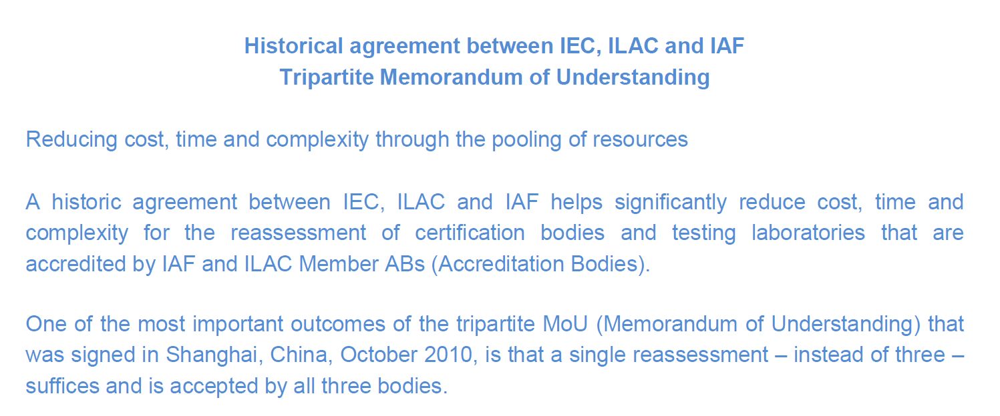 Historical agreement between IEC, ILAC and IAF
Tripartite Memorandum of Understanding
Reducing cost, time and complexity through the pooling of resources
A historic agreement between IEC, ILAC and IAF helps significantly reduce cost, time and
complexity for the reassessment of certification bodies and testing laboratories that are
accredited by IAF and ILAC Member ABs (Accreditation Bodies).
One of the most important outcomes of the tripartite MoU (Memorandum of Understanding) that
was signed in Shanghai, China, October 2010, is that a single reassessment – instead of three –
suffices and is accepted by all three bodies.